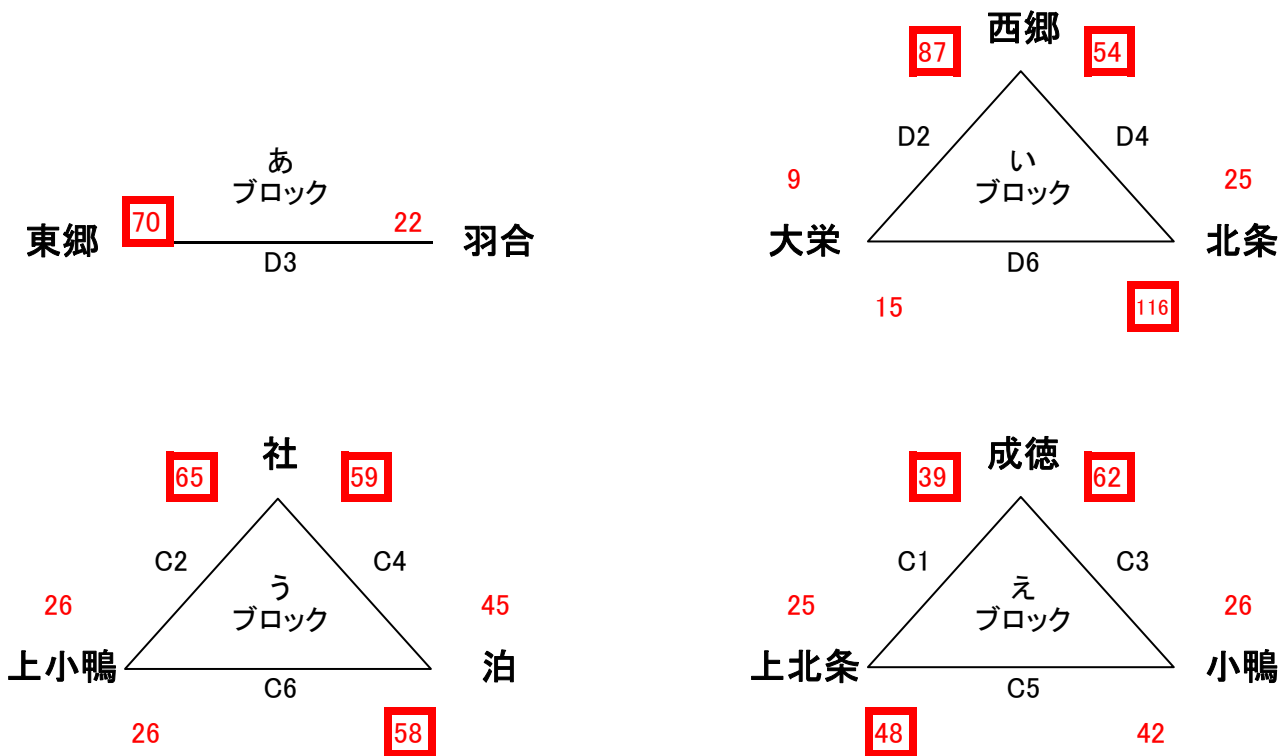 あ
ブロック
東郷
70
22
羽合
D3
西郷
87
54
D2
D4
い
ブロック
9
25
大栄
北条
D6
15
116
社
65
59
C2
C4
う
ブロック
26
45
上小鴨
泊
C6
26
58
成徳
39
62
C1
C3
え
ブロック
25
26
上北条
小鴨
C5
48
42